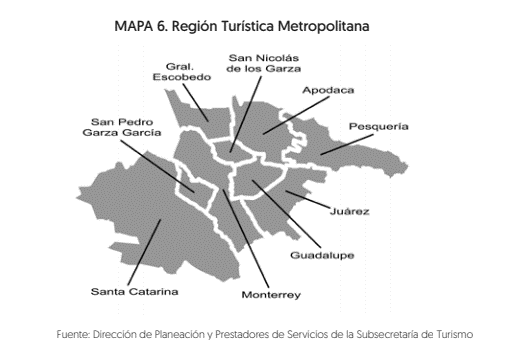 MAPA 6. Región Turística Metropolitana
San Nicolás
de los Garza
Gral.
Escobedo
Apodaca
San Pedro
Garza García
Pesquería
Juárez
Guadalupe
Santa Catarina
Monterrey
Fuente: Dirección de Planeación y Prestadores de Servicios de la Subsecretaría de Turismo